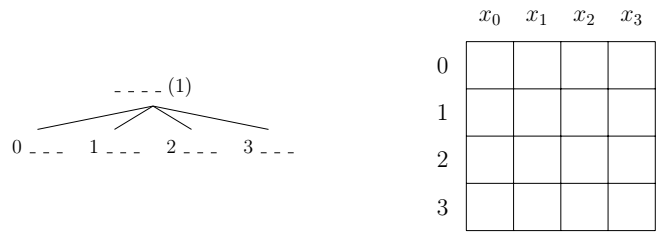 _ _ _ _ (1)
0 _ _ _ 1 _ _ _ 2 _ _ _ 3 _ _ _
x₀ x₁ x₂ x₃
0
1
2
3